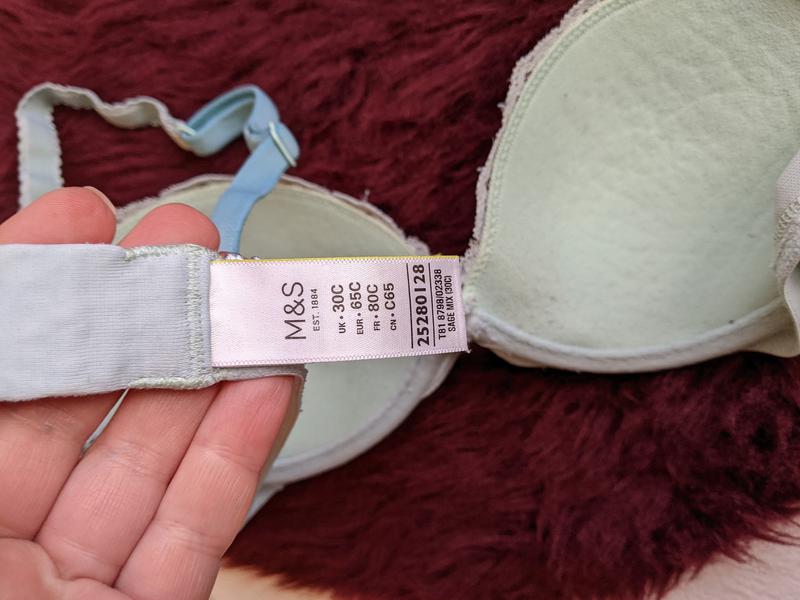 M&S
EST. 1884
UK • 30C
EUR • 65C
FR • 80C
CN • C65
25280128
T81 8798/02338
SAGE MIX (30C)